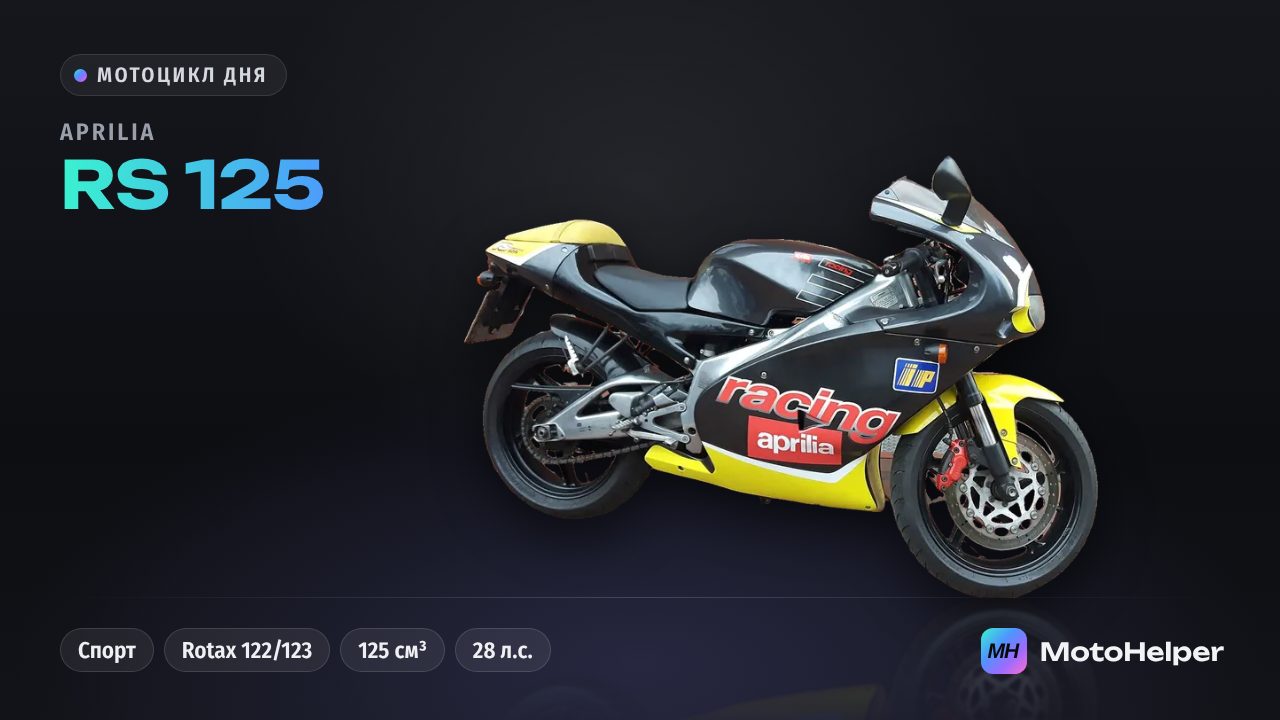 МОТОЦИКЛ ДНЯ
APRILIA
RS 125
racing
aprilia
Спорт
Rotax 122/123
125 см³
28 л.с.
MH MotoHelper